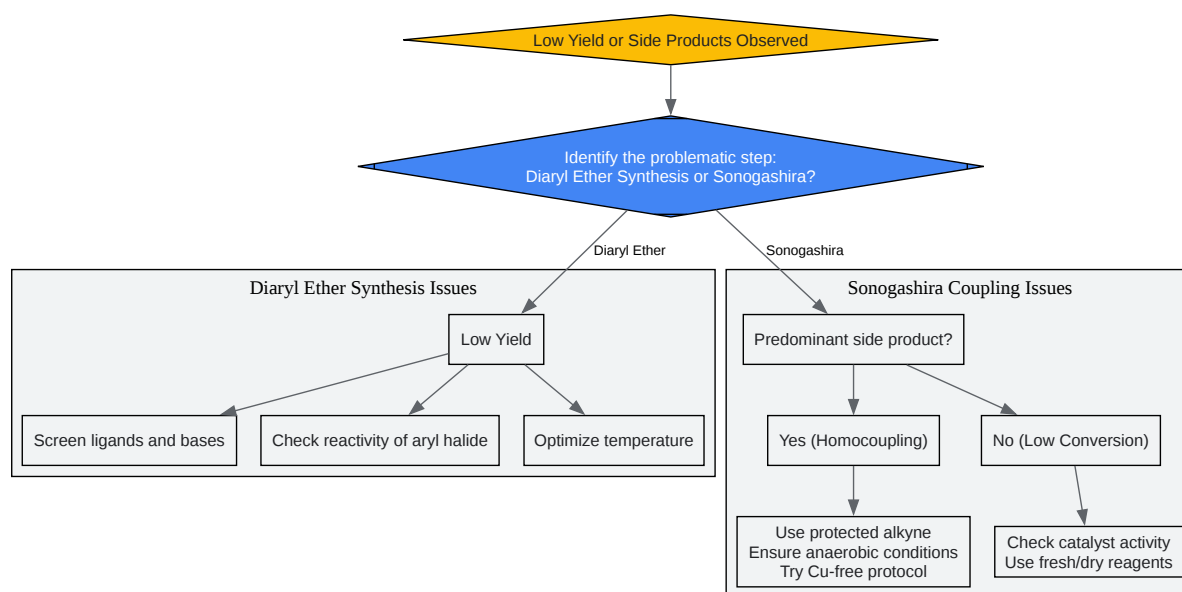 Low Yield or Side Products Observed
Identify the problematic step:
Diaryl Ether Synthesis or Sonogashira?
Diaryl Ether
Sonogashira
Diaryl Ether Synthesis Issues
Low Yield
Screen ligands and bases
Check reactivity of aryl halide
Optimize temperature
Sonogashira Coupling Issues
Predominant side product?
Yes (Homocoupling)
No (Low Conversion)
Use protected alkyne
Ensure anaerobic conditions
Try Cu-free protocol
Check catalyst activity
Use fresh/dry reagents